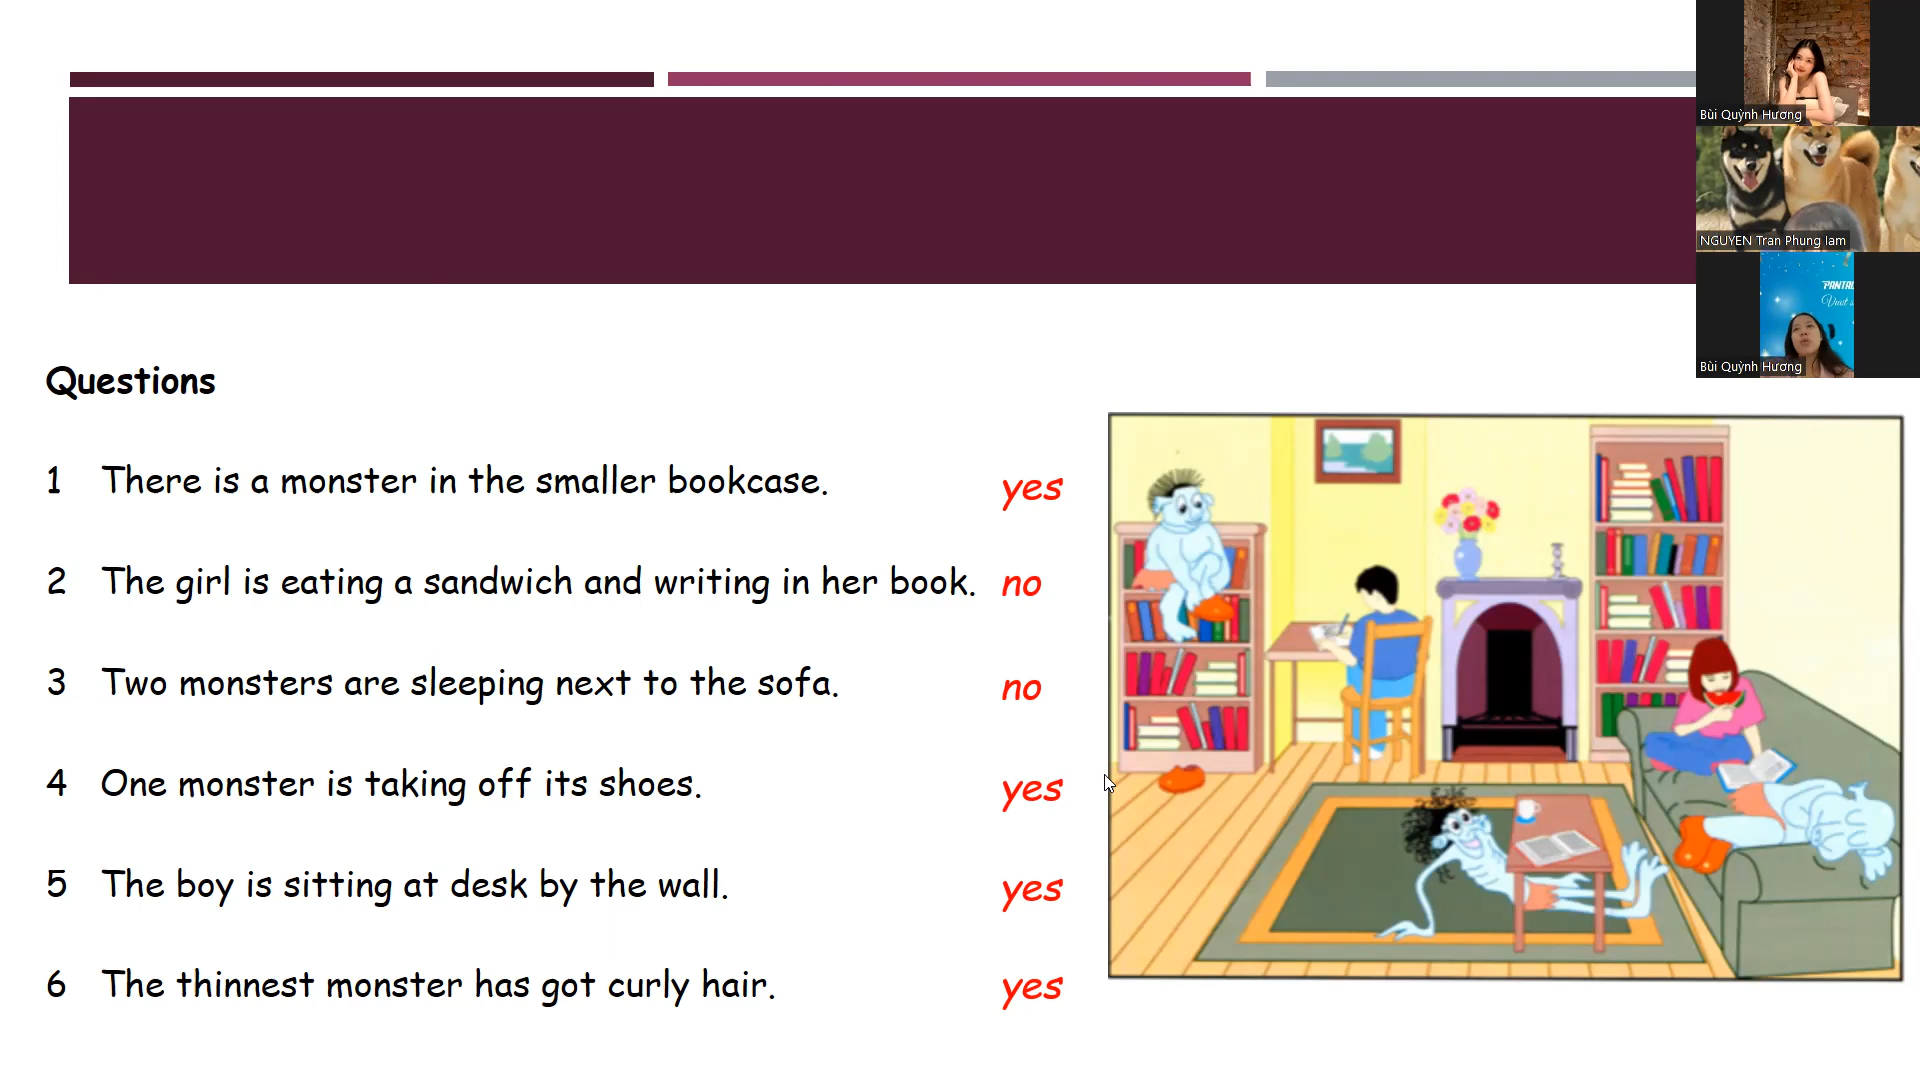 Bùi Quỳnh Hương
NGUYEN Tran Phung lam
Bùi Quỳnh Hương
Questions
1 There is a monster in the smaller bookcase. yes
2 The girl is eating a sandwich and writing in her book. no
3 Two monsters are sleeping next to the sofa. no
4 One monster is taking off its shoes. yes
5 The boy is sitting at desk by the wall. yes
6 The thinnest monster has got curly hair. yes